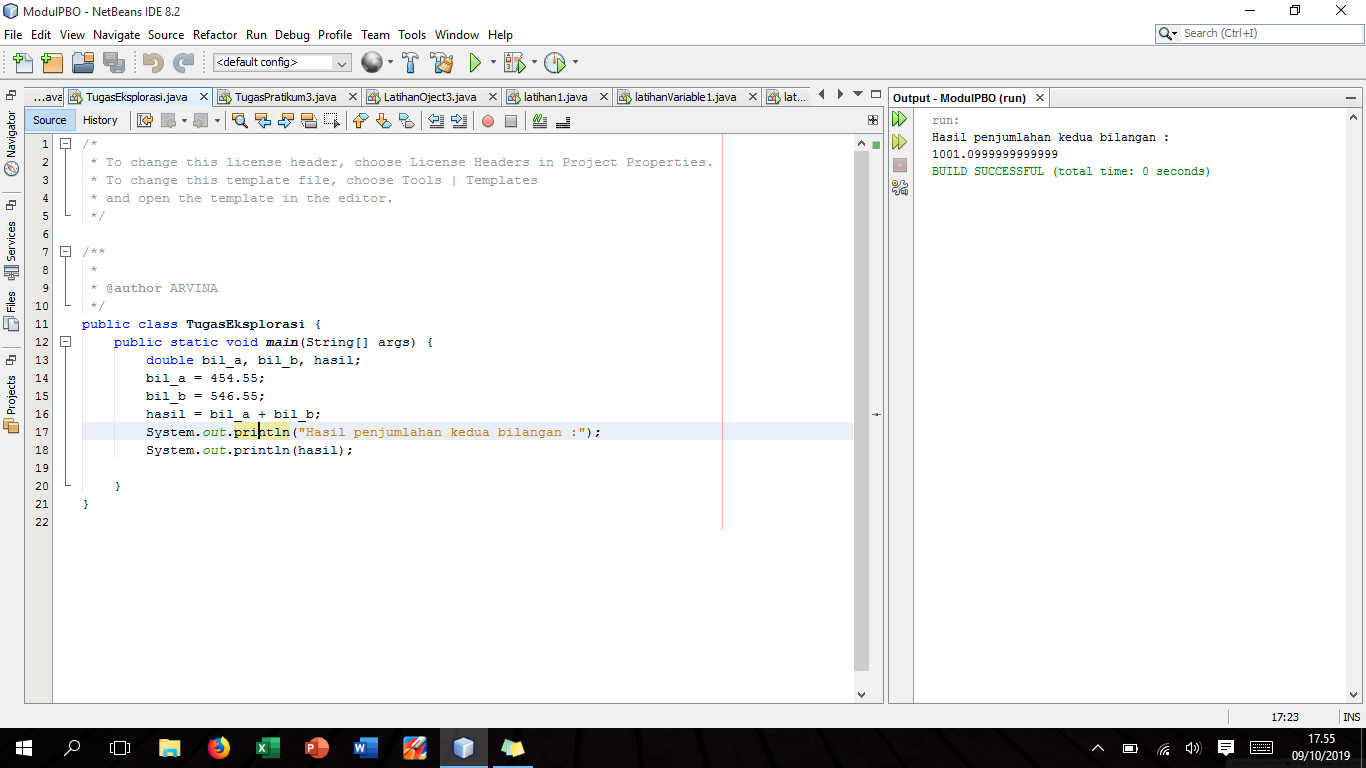 ModulPBO - NetBeans IDE 8.2
File Edit View Navigate Source Refactor Run Debug Profile Team Tools Window Help
Search (Ctrl+I)
<default config>
...ava TugasEksplorasi.java TugasPratikum3.java LatihanOject3.java latihan1.java latihanVariable1.java lat...
Output - ModulPBO (run)
Source History
Navigator
Services
Files
Projects
1 /*
2 * To change this license header, choose License Headers in Project Properties.
3 * To change this template file, choose Tools | Templates
4 * and open the template in the editor.
5 */
6
7 /**
8 *
9 * @author ARVINA
10 */
11 public class TugasEksplorasi {
12 public static void main(String[] args) {
13 double bil_a, bil_b, hasil;
14 bil_a = 454.55;
15 bil_b = 546.55;
16 hasil = bil_a + bil_b;
17 System.out.println("Hasil penjumlahan kedua bilangan :");
18 System.out.println(hasil);
19
20 }
21 }
22
run:
Hasil penjumlahan kedua bilangan :
1001.0999999999999
BUILD SUCCESSFUL (total time: 0 seconds)
17:23 INS
17.55
09/10/2019